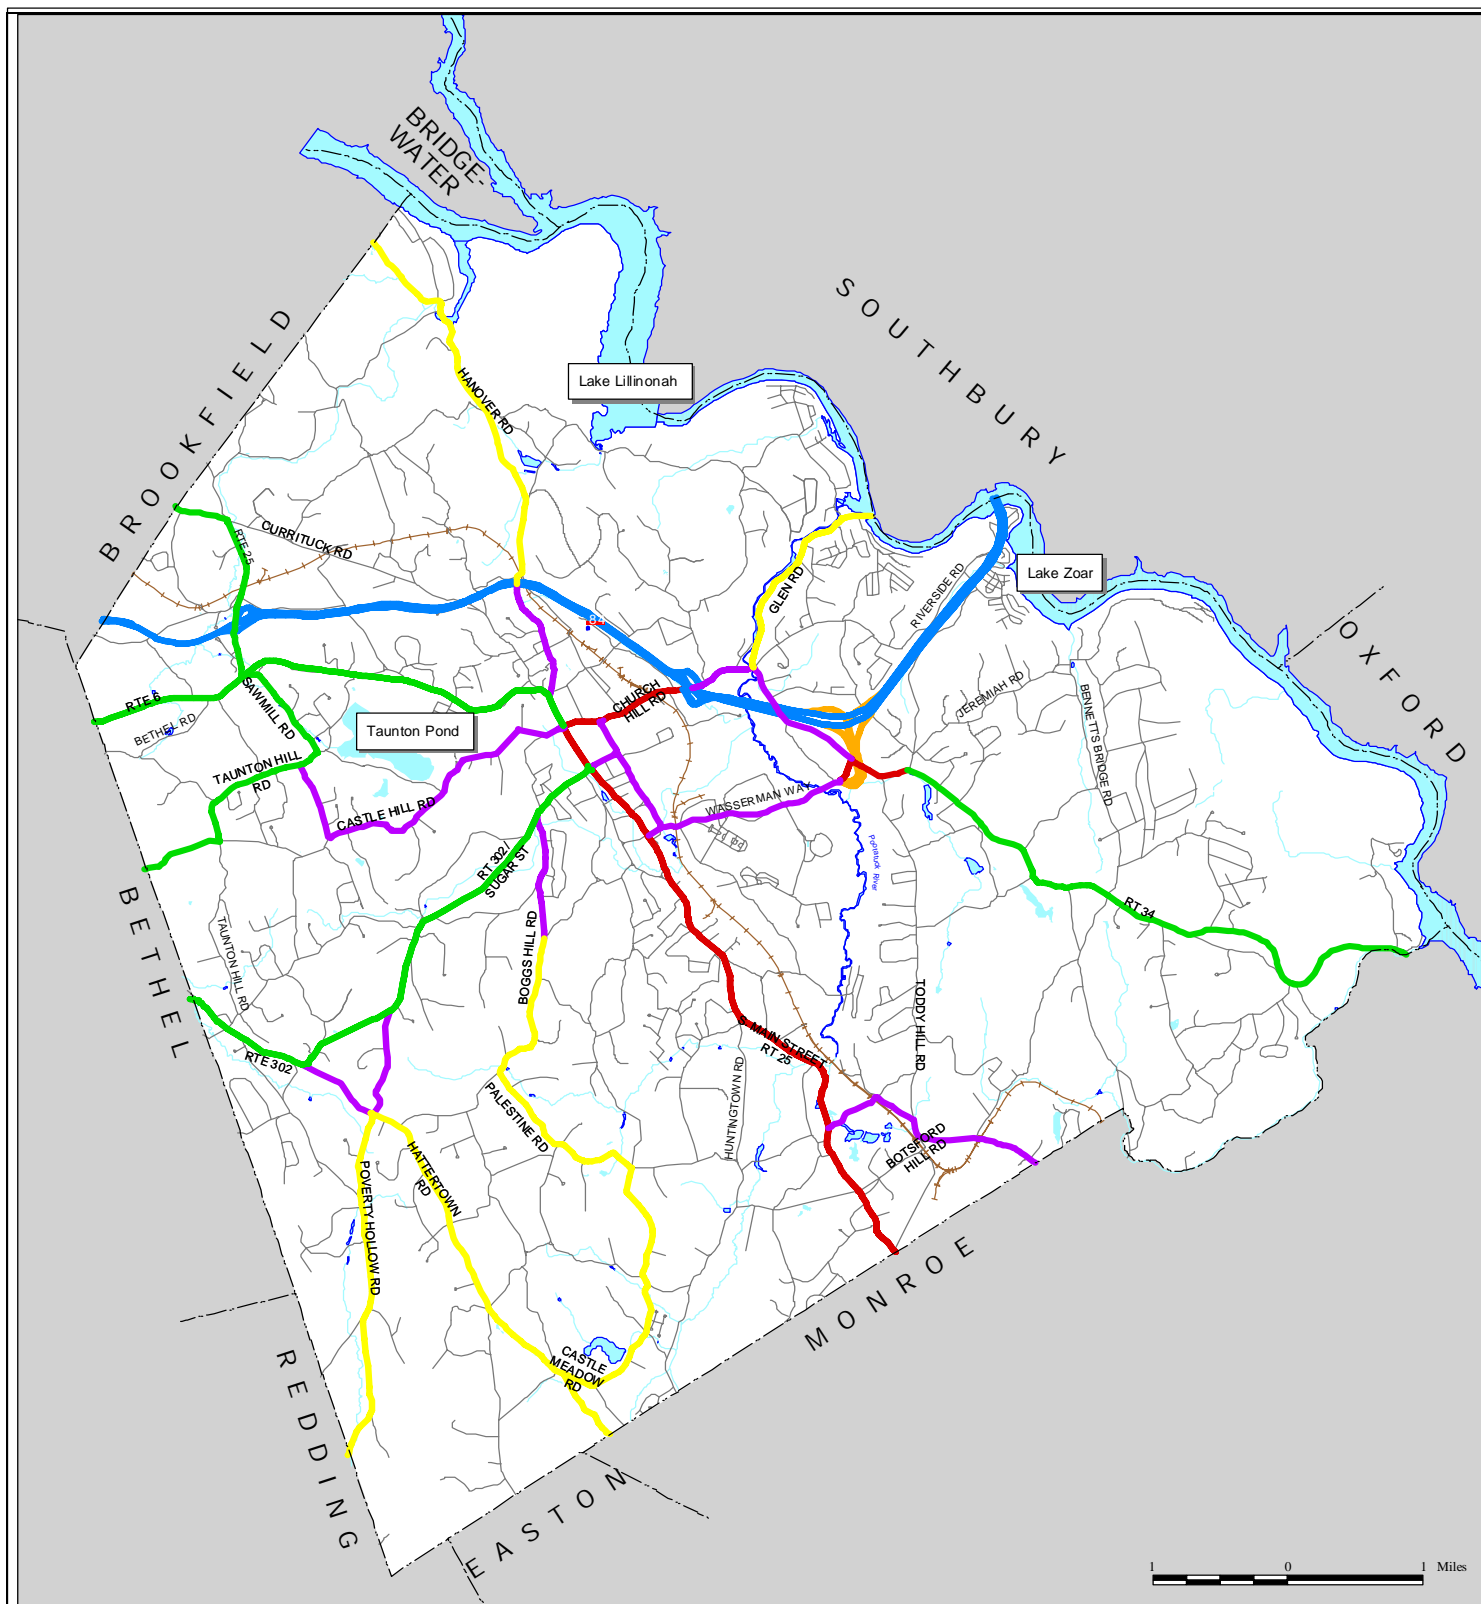 BRIDGE-
WATER
SOUTHBURY
BROOKFIELD
HANOVER RD
Lake Lillinonah
RTE 25
CURRITUCK RD
GLEN RD
RIVERSIDE RD
Lake Zoar
84
OXFORD
RTE 6
BETHEL RD
SAWMILL RD
Taunton Pond
CHURCH
HILL RD
JEREMIAH RD
BENNETTS BRIDGE RD
TAUNTON HILL
RD
CASTLE HILL RD
WASSERMAN WAY
RT 302/
SUGAR ST
Pootatuck River
RT 34
BETHEL
TAUNTON HILL RD
BOGGS HILL RD
TODDY HILL RD
S. MAIN STREET
RT 25
RTE 302
HUNTINGTOWN RD
PALESTINE RD
BOTSFORD
HILL RD
HATTERTOWN
RD
POVERTY HOLLOW RD
MONROE
CASTLE
MEADOW
RD
REDDING
EASTON
1 0 1 Miles